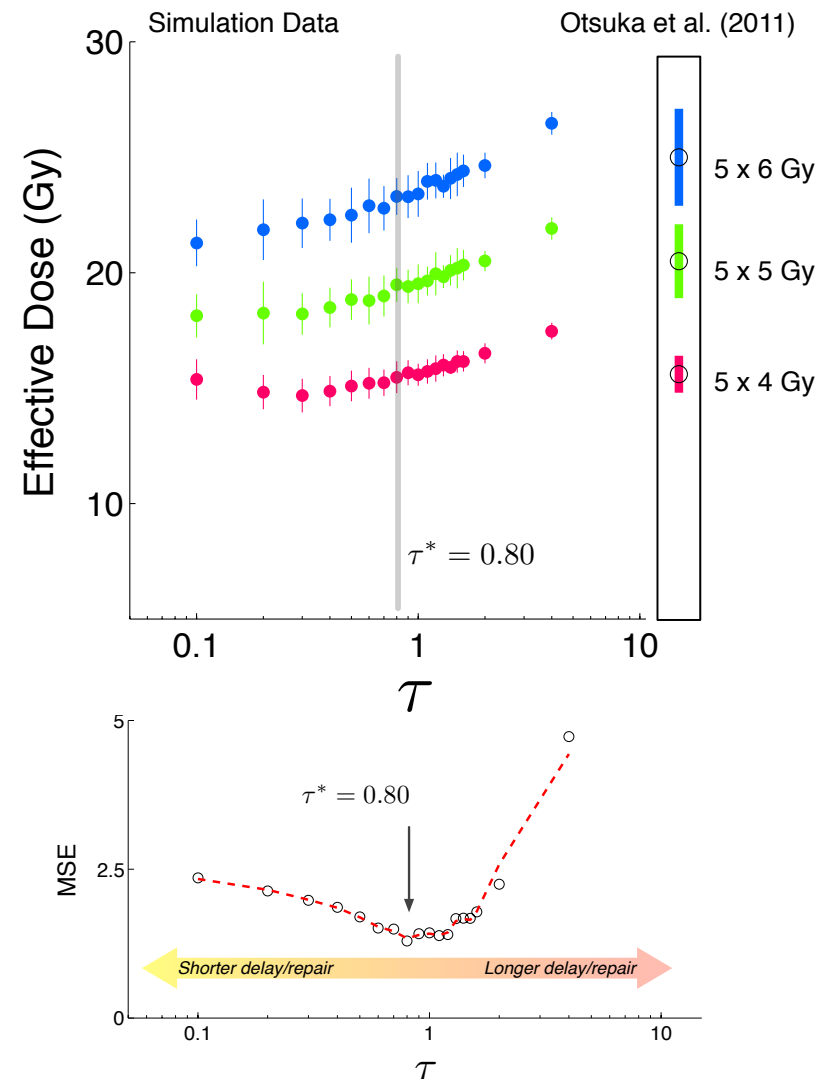 Simulation Data
Otsuka et al. (2011)
30
20
10
Effective Dose (Gy)
5 x 6 Gy
5 x 5 Gy
5 x 4 Gy
τ* = 0.80
0.1
1
10
τ
5
2.5
0
MSE
τ* = 0.80
Shorter delay/repair
Longer delay/repair
0.1
1
10
τ